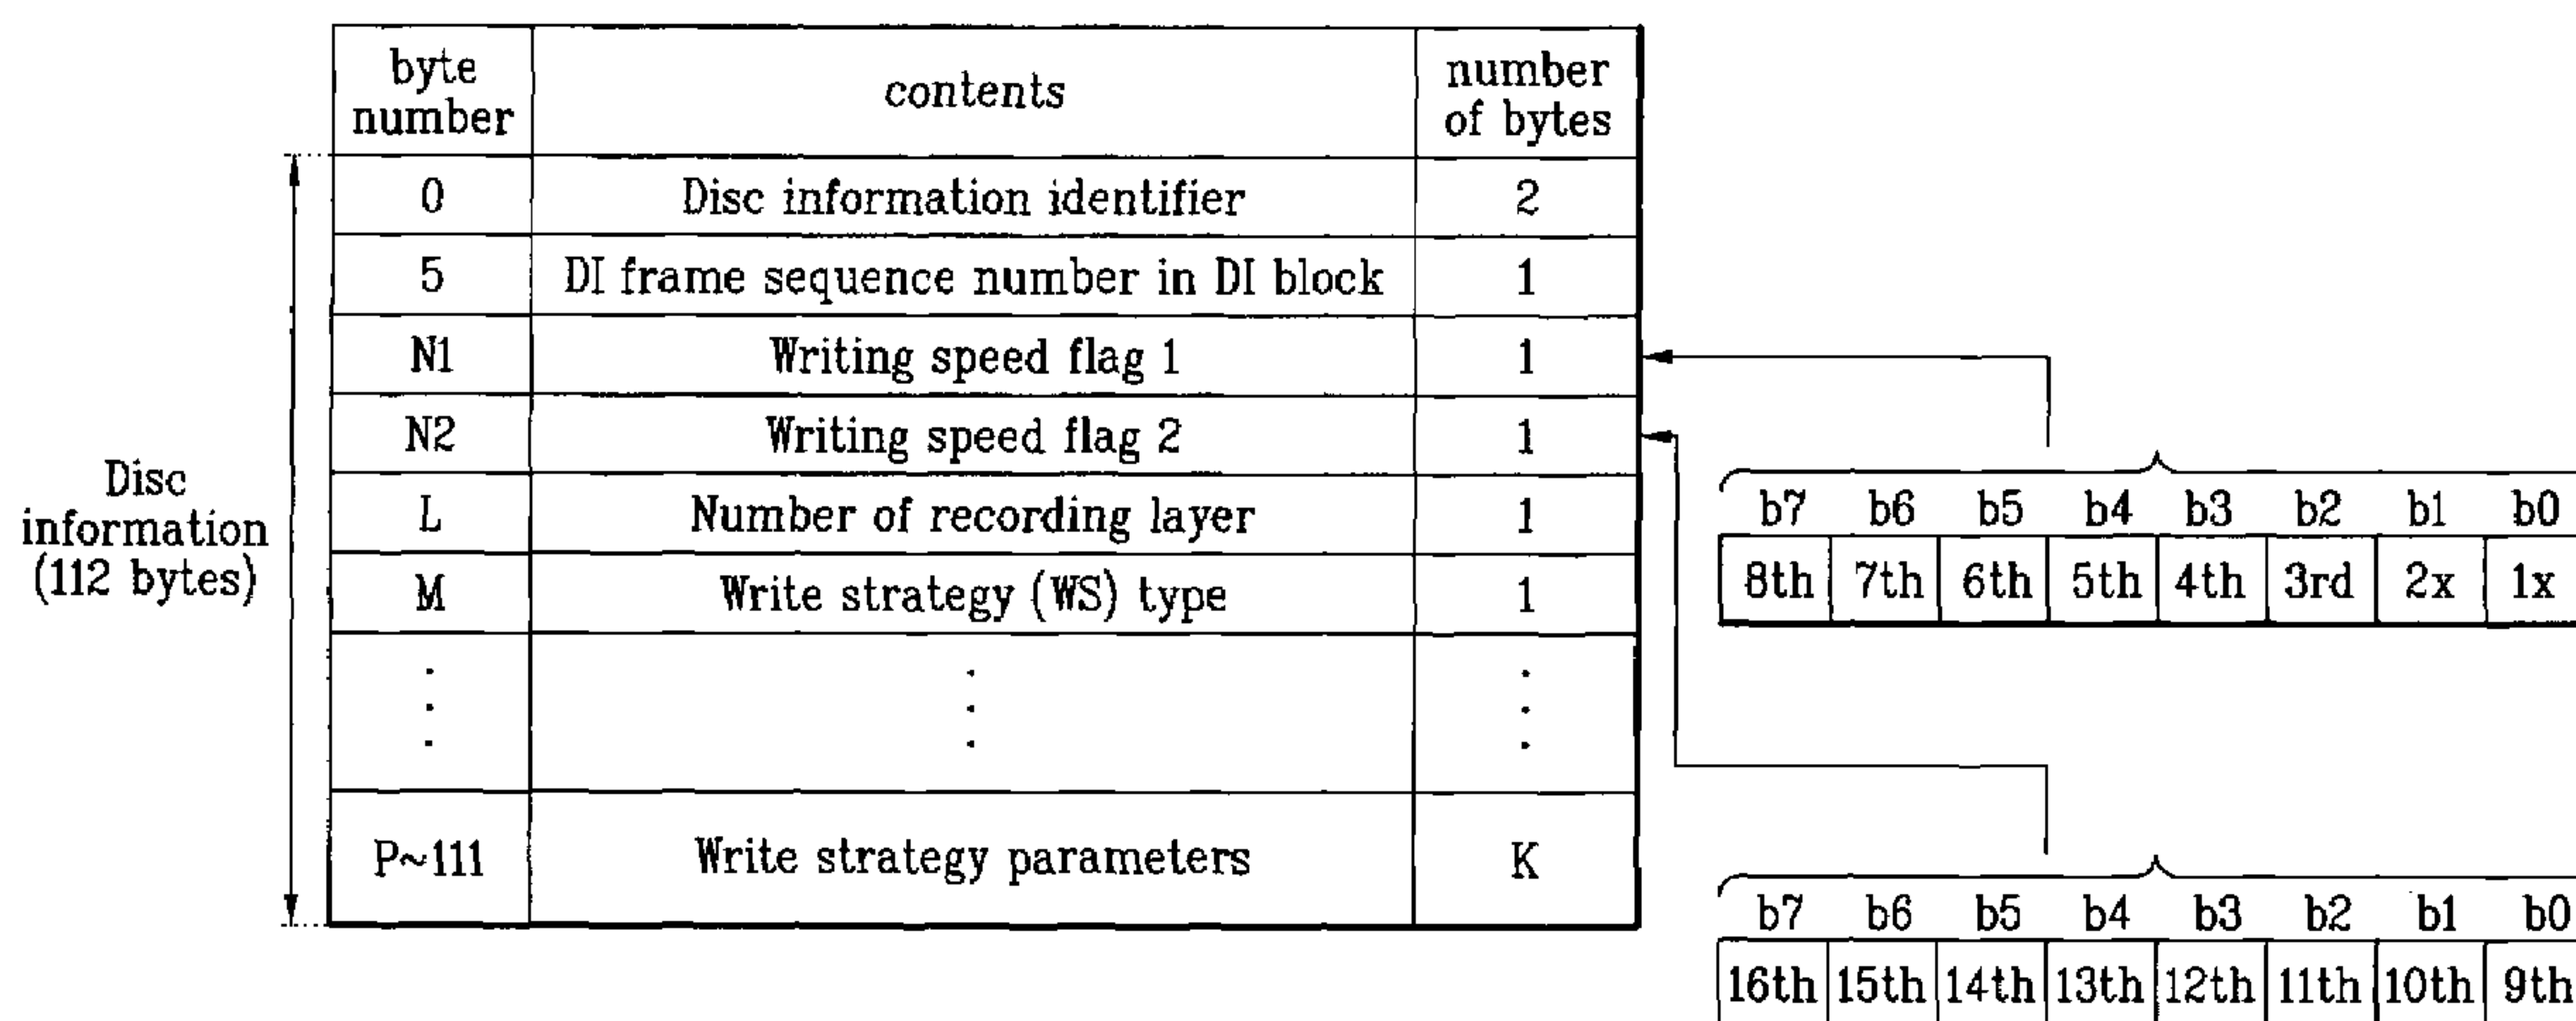 byte number contents number of bytes
0 Disc information identifier 2
5 DI frame sequence number in DI block 1
N1 Writing speed flag 1 1
N2 Writing speed flag 2 1
L Number of recording layer 1
M Write strategy (WS) type 1
P~111 Write strategy parameters K
Disc
information
(112 bytes)
b7 b6 b5 b4 b3 b2 b1 b0
8th 7th 6th 5th 4th 3rd 2x 1x
b7 b6 b5 b4 b3 b2 b1 b0
16th 15th 14th 13th 12th 11th 10th 9th